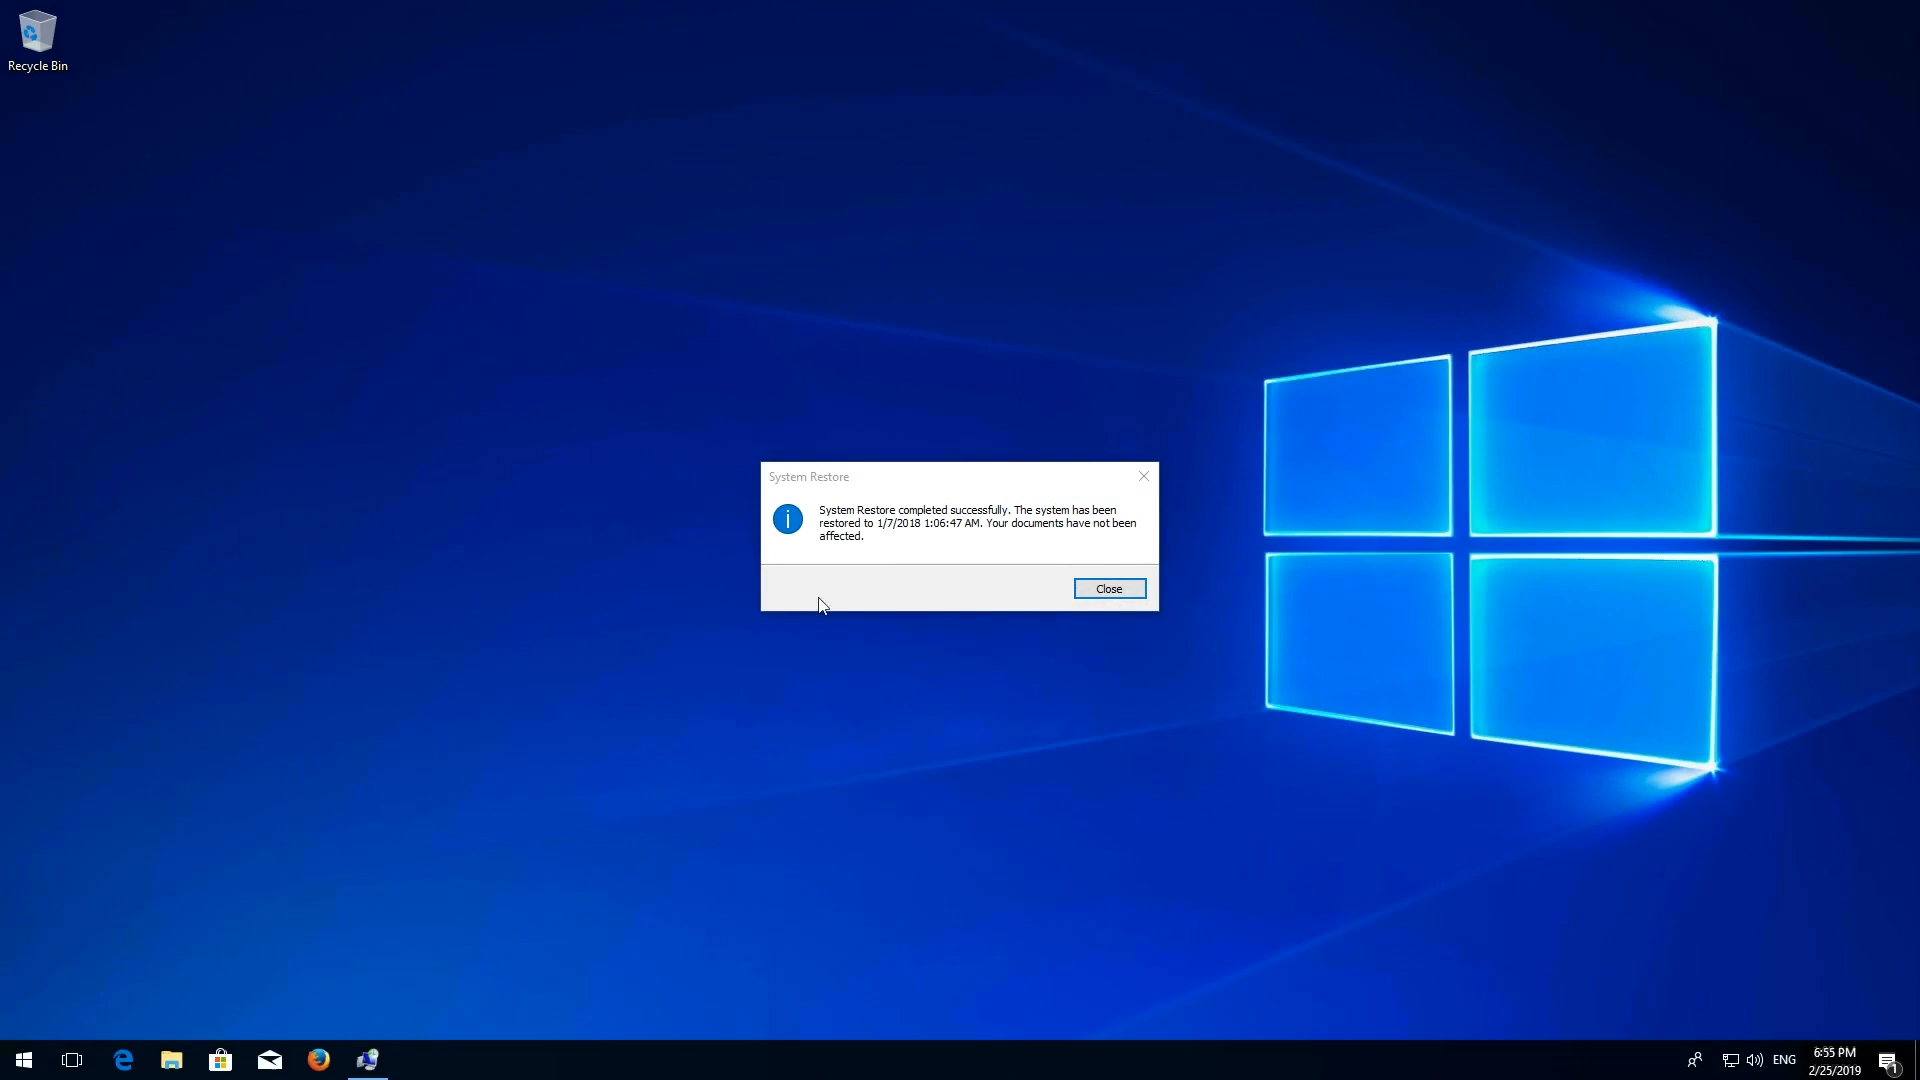 Recycle Bin
System Restore
System Restore completed successfully. The system has been
restored to 1/7/2018 1:06:47 AM. Your documents have not been
affected.
Close
ENG
6:55 PM
2/25/2019
1